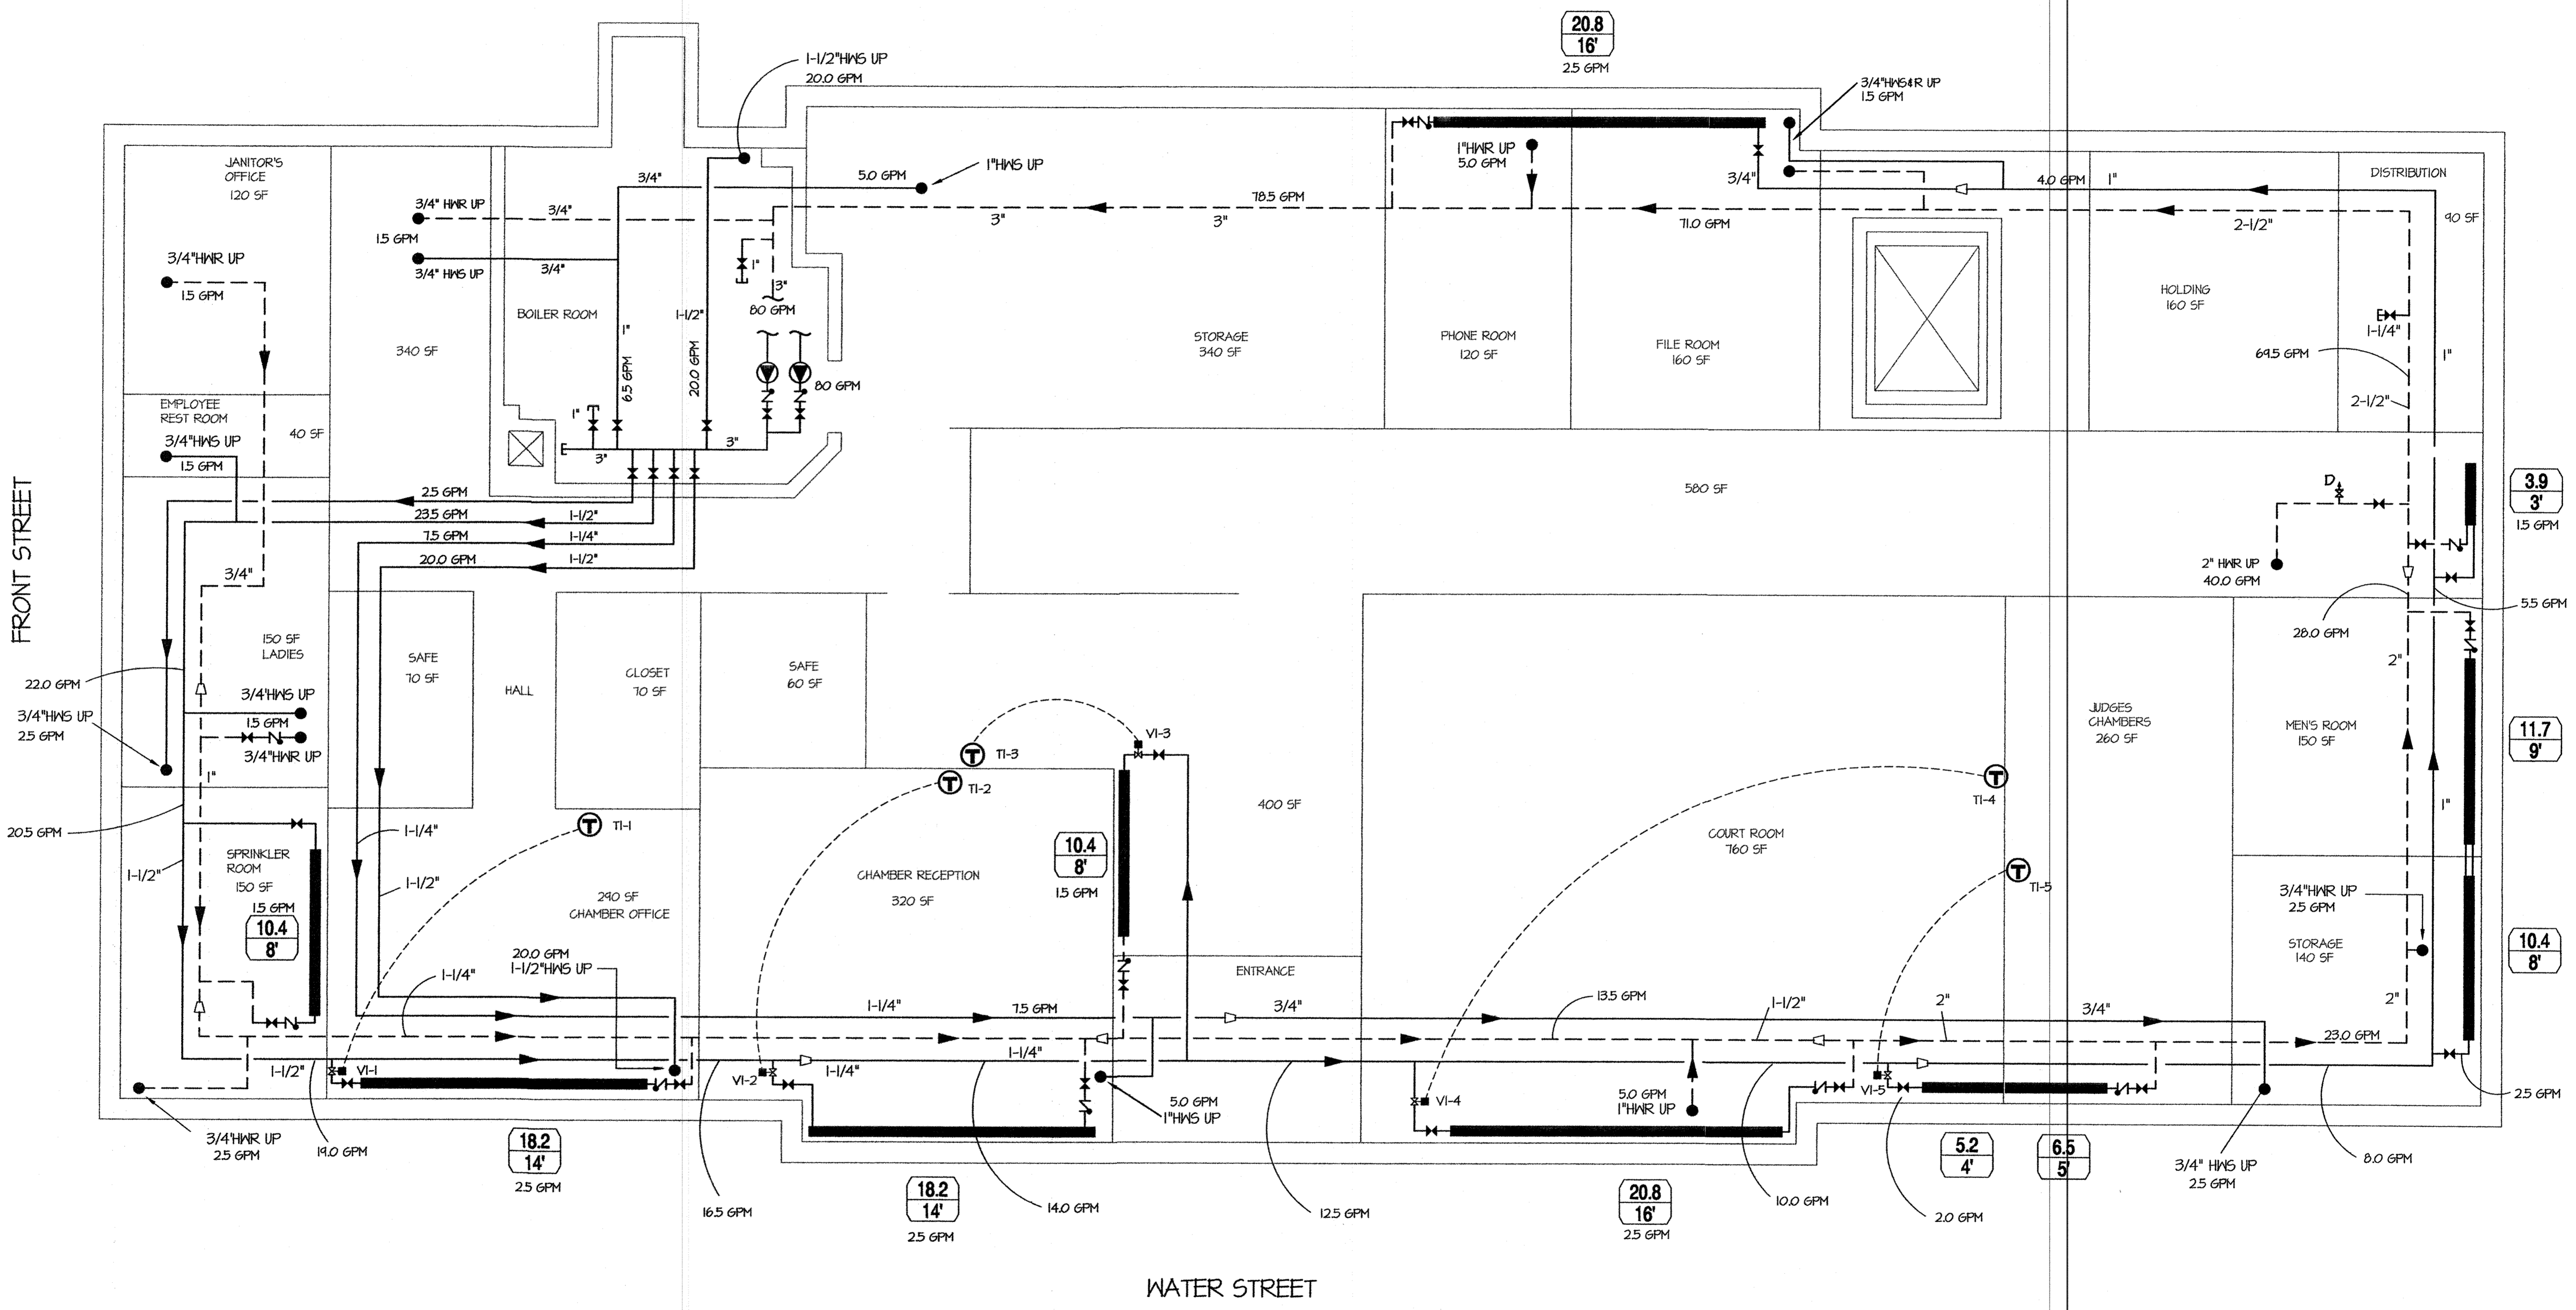 20.8
16'
2.5 GPM
1-1/2"HWS UP
20.0 GPM
3/4"HWS&R UP
1.5 GPM
JANITOR'S
OFFICE
120 SF
3/4"
5.0 GPM
1"HWS UP
1"HWR UP
5.0 GPM
3/4"
4.0 GPM
1"
DISTRIBUTION
90 SF
3/4" HWR UP
3/4"
1.5 GPM
3/4" HWS UP
3/4"
78.5 GPM
3"
3"
71.0 GPM
2-1/2"
3/4"HWR UP
1.5 GPM
1"
3"
80 GPM
BOILER ROOM
1-1/2"
1"
6.5 GPM
20.0 GPM
80 GPM
340 SF
STORAGE
340 SF
PHONE ROOM
120 SF
FILE ROOM
160 SF
HOLDING
160 SF
1-1/4"
69.5 GPM
1"
2-1/2"
EMPLOYEE
REST ROOM
40 SF
3/4"HWS UP
1.5 GPM
1"
3"
3"
2.5 GPM
23.5 GPM
1-1/2"
7.5 GPM
1-1/4"
20.0 GPM
1-1/2"
580 SF
D
3.9
3'
1.5 GPM
2" HWR UP
40.0 GPM
5.5 GPM
28.0 GPM
FRONT STREET
3/4"
150 SF
LADIES
SAFE
70 SF
HALL
CLOSET
70 SF
SAFE
60 SF
2"
22.0 GPM
3/4"HWS UP
2.5 GPM
3/4'HWS UP
1.5 GPM
3/4"HWR UP
1"
JUDGES
CHAMBERS
260 SF
MEN'S ROOM
150 SF
11.7
9'
V1-3
T1-3
T1-2
T1-4
T1-1
20.5 GPM
1-1/4"
400 SF
1"
COURT ROOM
760 SF
SPRINKLER
ROOM
150 SF
1.5 GPM
10.4
8'
1-1/2"
1-1/2"
290 SF
CHAMBER OFFICE
CHAMBER RECEPTION
320 SF
10.4
8'
1.5 GPM
T1-5
3/4"HWR UP
2.5 GPM
STORAGE
140 SF
10.4
8'
20.0 GPM
1-1/2"HWS UP
1-1/4"
ENTRANCE
1-1/4"
7.5 GPM
3/4"
13.5 GPM
1-1/2"
2"
3/4"
2"
23.0 GPM
1-1/2"
V1-1
V1-2
1-1/4"
1-1/4"
V1-4
V1-5
5.0 GPM
1"HWS UP
5.0 GPM
1"HWR UP
2.5 GPM
3/4'HWR UP
2.5 GPM
19.0 GPM
18.2
14'
2.5 GPM
16.5 GPM
18.2
14'
2.5 GPM
14.0 GPM
12.5 GPM
20.8
16'
2.5 GPM
10.0 GPM
2.0 GPM
5.2
4'
6.5
5'
3/4" HWS UP
2.5 GPM
8.0 GPM
WATER STREET